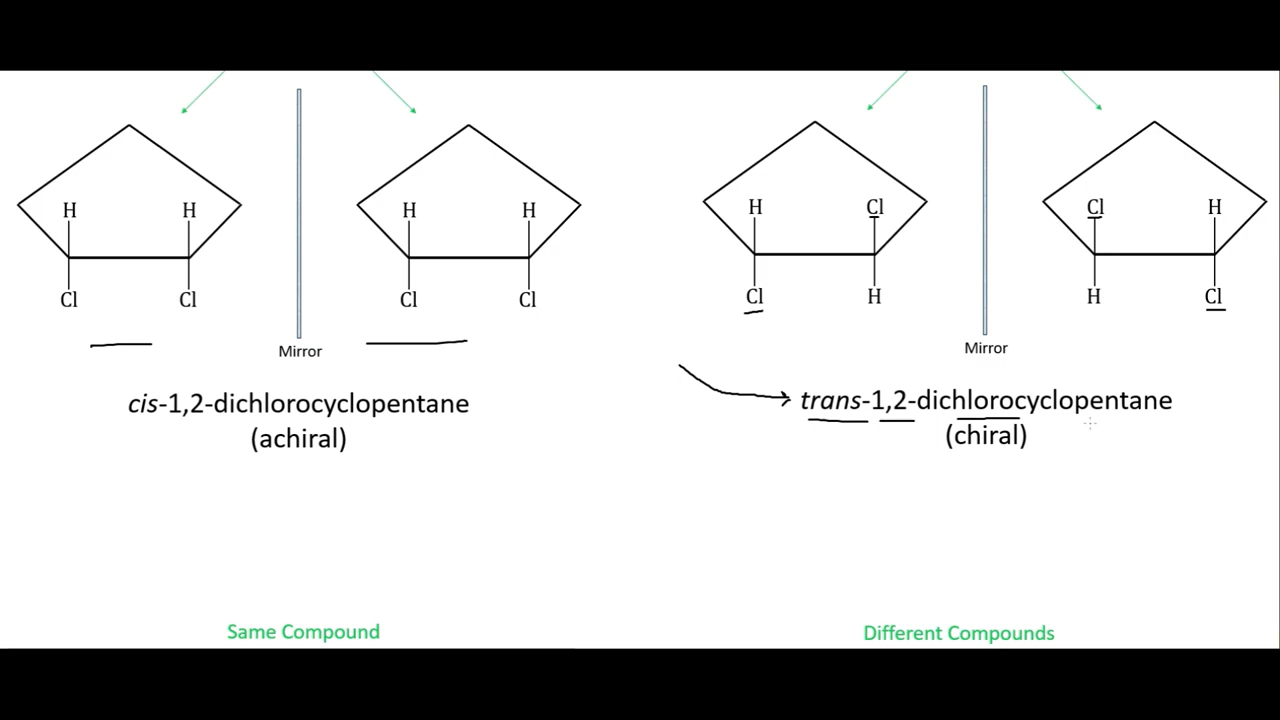 H H
Cl Cl
H H
Cl Cl
Mirror
cis-1,2-dichlorocyclopentane
(achiral)
Same Compound
H Cl
Cl H
Cl H
H Cl
Mirror
trans-1,2-dichlorocyclopentane
(chiral)
Different Compounds